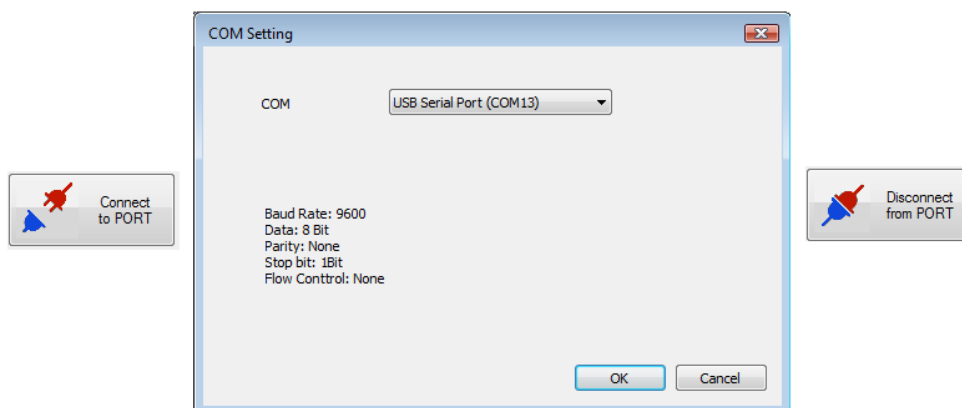 COM Setting
COM
USB Serial Port (COM13)
Connect
to PORT
Disconnect
from PORT
Baud Rate: 9600
Data: 8 Bit
Parity: None
Stop bit: 1Bit
Flow Conttrol: None
OK
Cancel